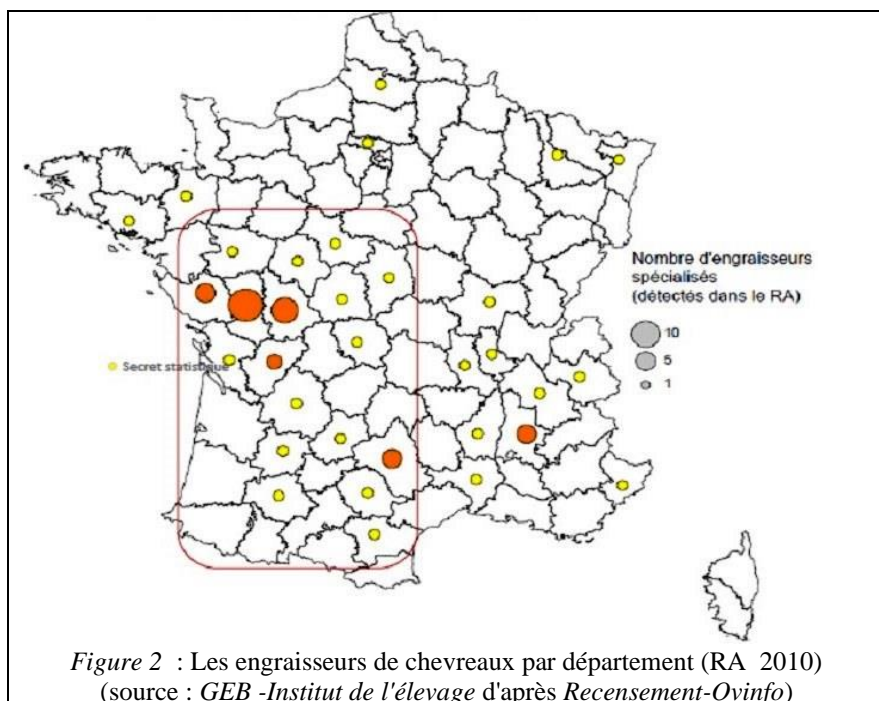 Nombre d'engraisseurs
spécialisés
(détectés dans le RA)
10
5
1
Secret statistique
Figure 2 : Les engraisseurs de chevreaux par département (RA 2010)
(source : GEB -Institut de l'élevage d'après Recensement-Ovinfo)